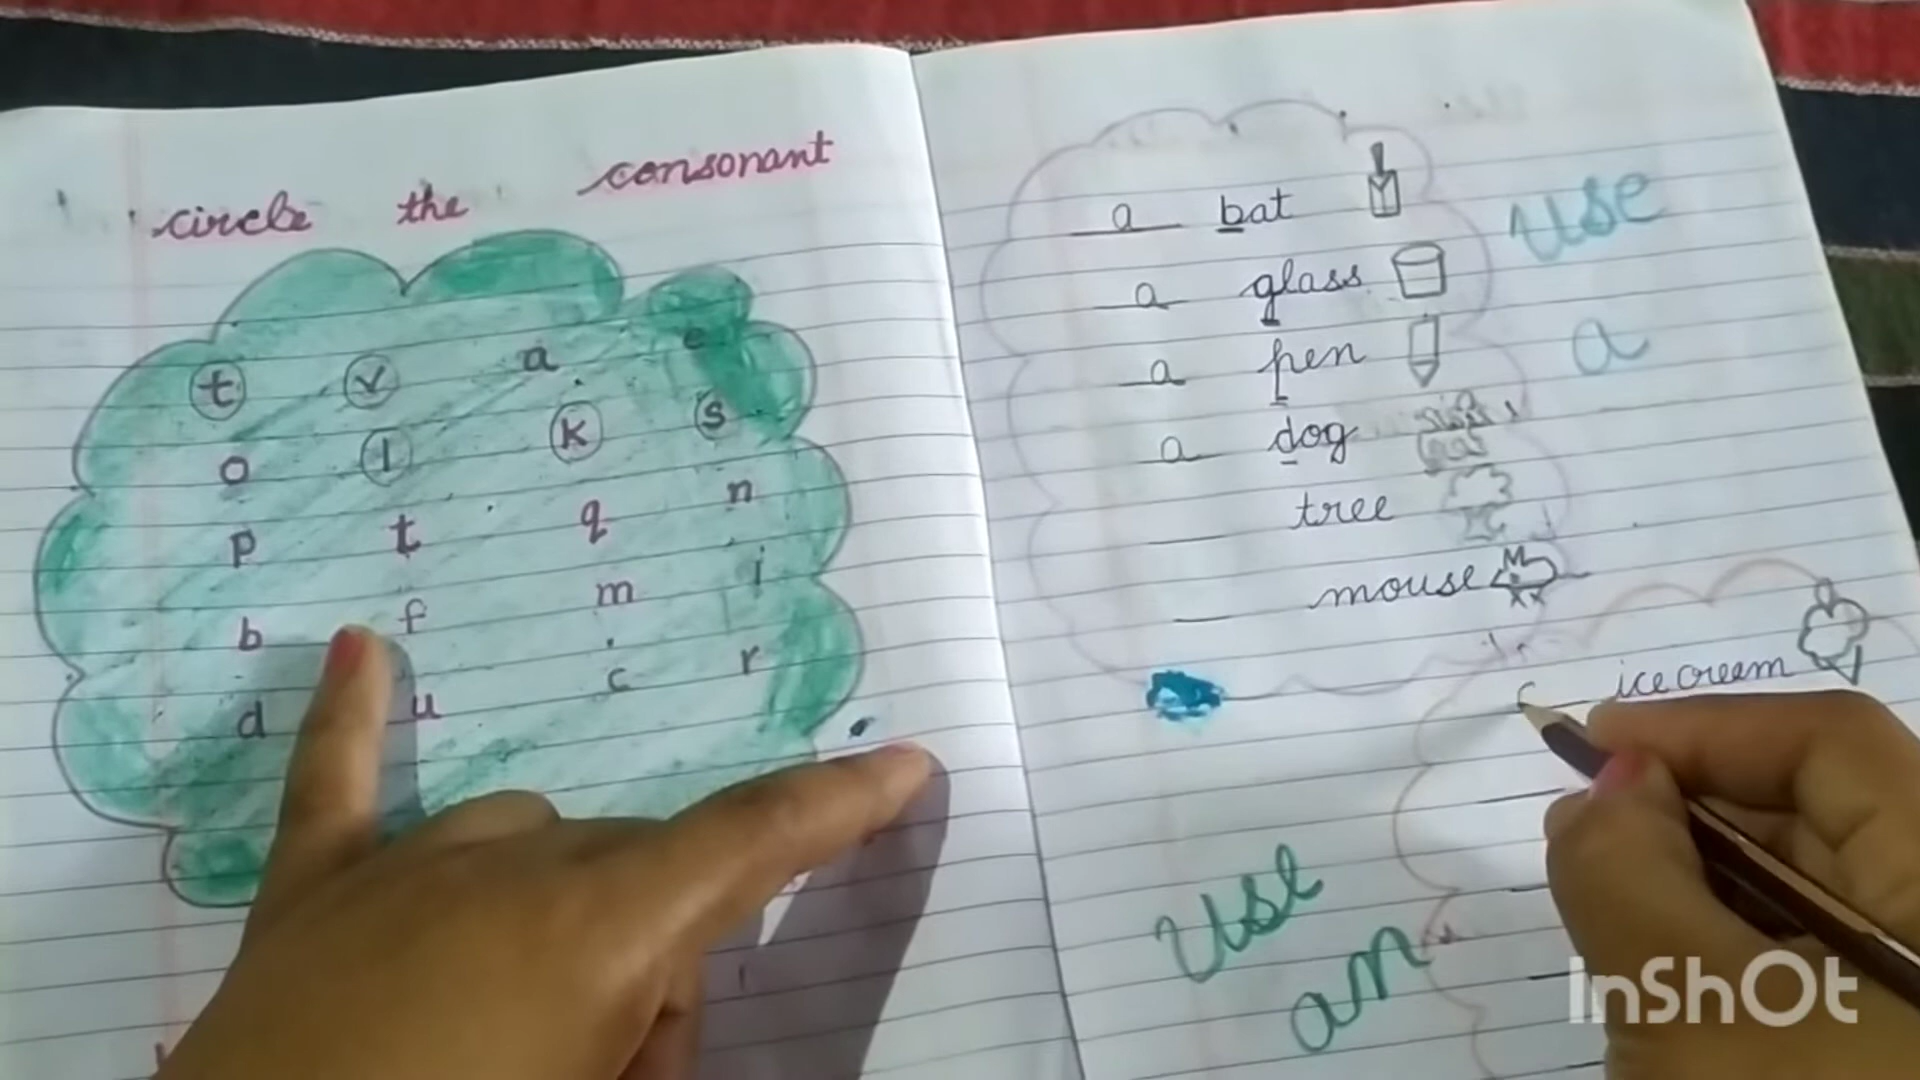 circle the consonant
t v a e
o l k s
p t q n
b f m i
d u c r
a bat
a glass
a pen
a dog
tree
mouse
use
a
ice cream
use
an
InShOt